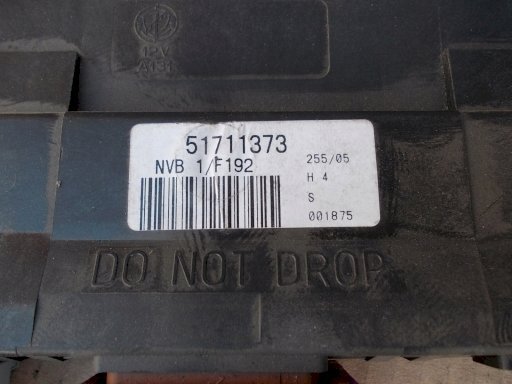 12V
A131
51711373
NVB 1/F192
255/05
H 4
S
001875
DO NOT DROP